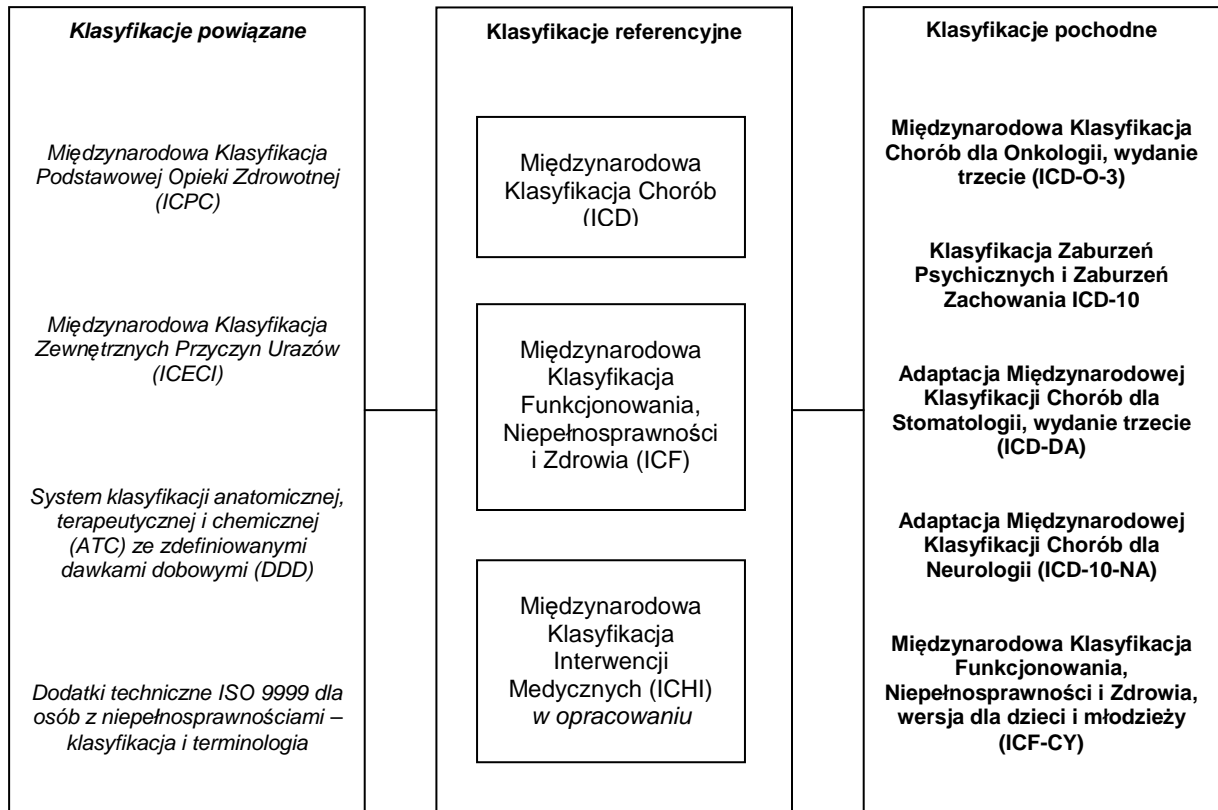 Klasyfikacje powiązane
Międzynarodowa Klasyfikacja
Podstawowej Opieki Zdrowotnej
(ICPC)
Międzynarodowa Klasyfikacja
Zewnętrznych Przyczyn Urazów
(ICECI)
System klasyfikacji anatomicznej,
terapeutycznej i chemicznej
(ATC) ze zdefiniowanymi
dawkami dobowymi (DDD)
Dodatki techniczne ISO 9999 dla
osób z niepełnosprawnościami –
klasyfikacja i terminologia
Klasyfikacje referencyjne
Międzynarodowa
Klasyfikacja Chorób
(ICD)
Międzynarodowa
Klasyfikacja
Funkcjonowania,
Niepełnosprawności
i Zdrowia (ICF)
Międzynarodowa
Klasyfikacja
Interwencji
Medycznych (ICHI)
w opracowaniu
Klasyfikacje pochodne
Międzynarodowa Klasyfikacja
Chorób dla Onkologii, wydanie
trzecie (ICD-O-3)
Klasyfikacja Zaburzeń
Psychicznych i Zaburzeń
Zachowania ICD-10
Adaptacja Międzynarodowej
Klasyfikacji Chorób dla
Stomatologii, wydanie trzecie
(ICD-DA)
Adaptacja Międzynarodowej
Klasyfikacji Chorób dla
Neurologii (ICD-10-NA)
Międzynarodowa Klasyfikacja
Funkcjonowania,
Niepełnosprawności i Zdrowia,
wersja dla dzieci i młodzieży
(ICF-CY)